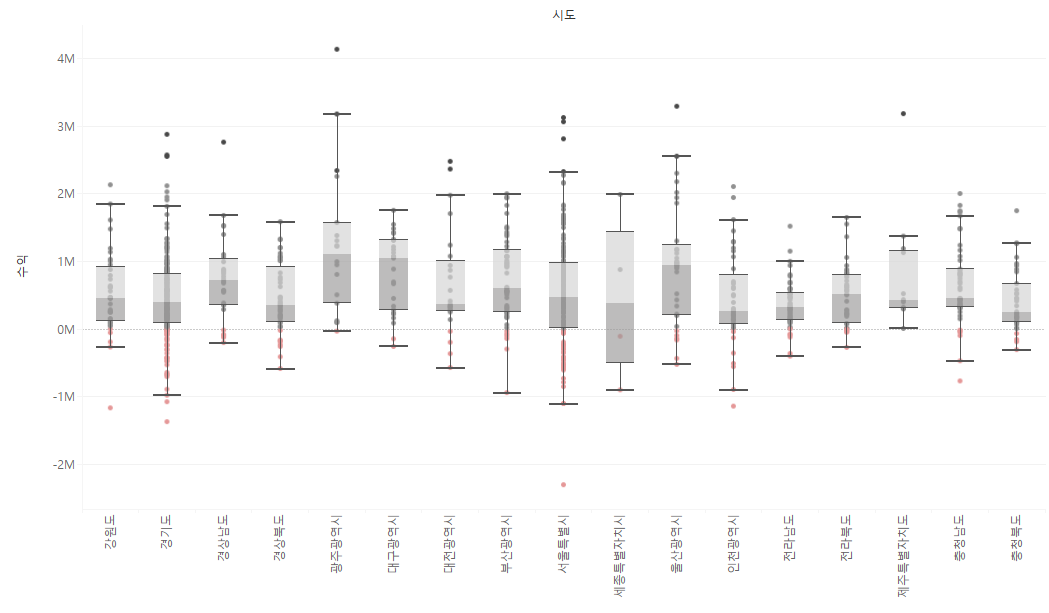 시도
4M
3M
2M
1M
0M
-1M
-2M
수익
강원도
경기도
경상남도
경상북도
광주광역시
대구광역시
대전광역시
부산광역시
서울특별시
세종특별자치시
울산광역시
인천광역시
전라남도
전라북도
제주특별자치도
충청남도
충청북도